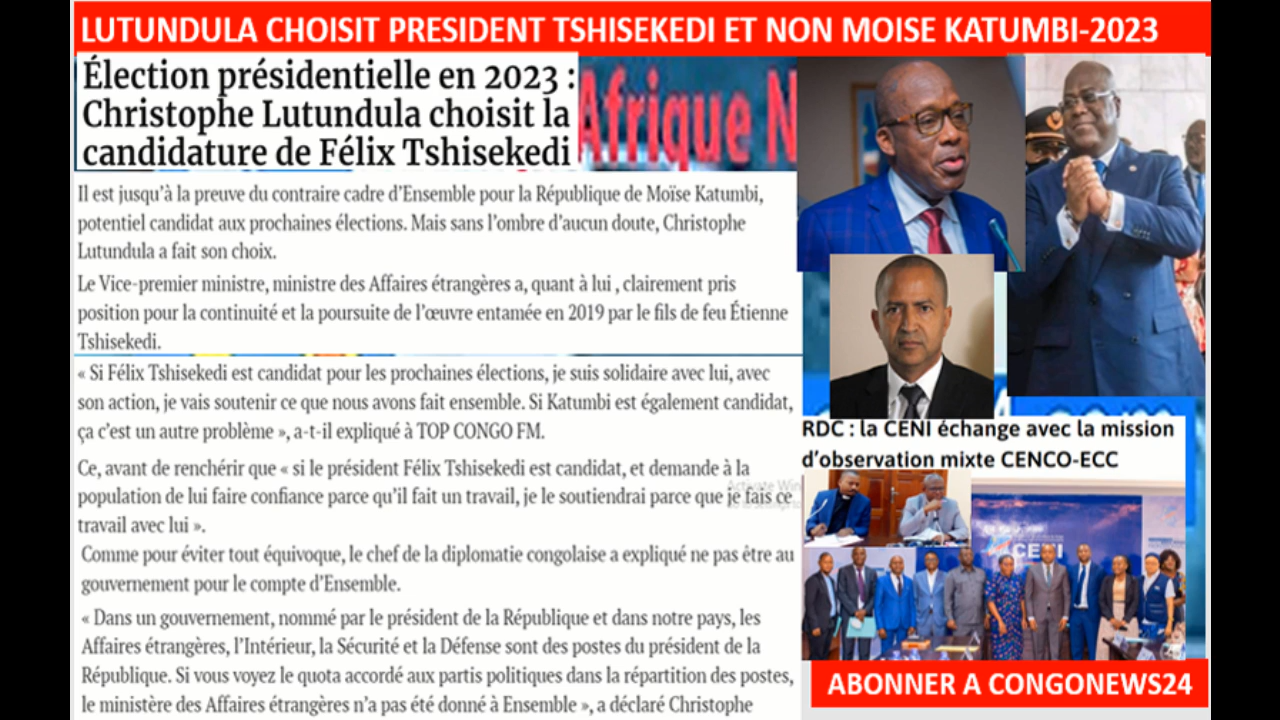 LUTUNDULA CHOISIT PRESIDENT TSHISEKEDI ET NON MOISE KATUMBI-2023
Élection présidentielle en 2023 :
Christophe Lutundula choisit la
candidature de Félix Tshisekedi
Afrique N
Il est jusqu’à la preuve du contraire cadre d’Ensemble pour la République de Moïse Katumbi,
potentiel candidat aux prochaines élections. Mais sans l’ombre d’aucun doute, Christophe
Lutundula a fait son choix.
Le Vice-premier ministre, ministre des Affaires étrangères a, quant à lui , clairement pris
position pour la continuité et la poursuite de l’œuvre entamée en 2019 par le fils de feu Étienne
Tshisekedi.
« Si Félix Tshisekedi est candidat pour les prochaines élections, je suis solidaire avec lui, avec
son action, je vais soutenir ce que nous avons fait ensemble. Si Katumbi est également candidat,
ça c’est un autre problème », a-t-il expliqué à TOP CONGO FM.
Ce, avant de renchérir que « si le président Félix Tshisekedi est candidat, et demande à la
population de lui faire confiance parce qu’il fait un travail, je le soutiendrai parce que je fais ce
travail avec lui ».
Comme pour éviter tout équivoque, le chef de la diplomatie congolaise a expliqué ne pas être au
gouvernement pour le compte d’Ensemble.
« Dans un gouvernement, nommé par le président de la République et dans notre pays, les
Affaires étrangères, l’Intérieur, la Sécurité et la Défense sont des postes du président de la
République. Si vous voyez le quota accordé aux partis politiques dans la répartition des postes,
le ministère des Affaires étrangères n’a pas été donné à Ensemble », a déclaré Christophe
RDC : la CENI échange avec la mission
d’observation mixte CENCO-ECC
CENI
ABONNER A CONGONEWS24